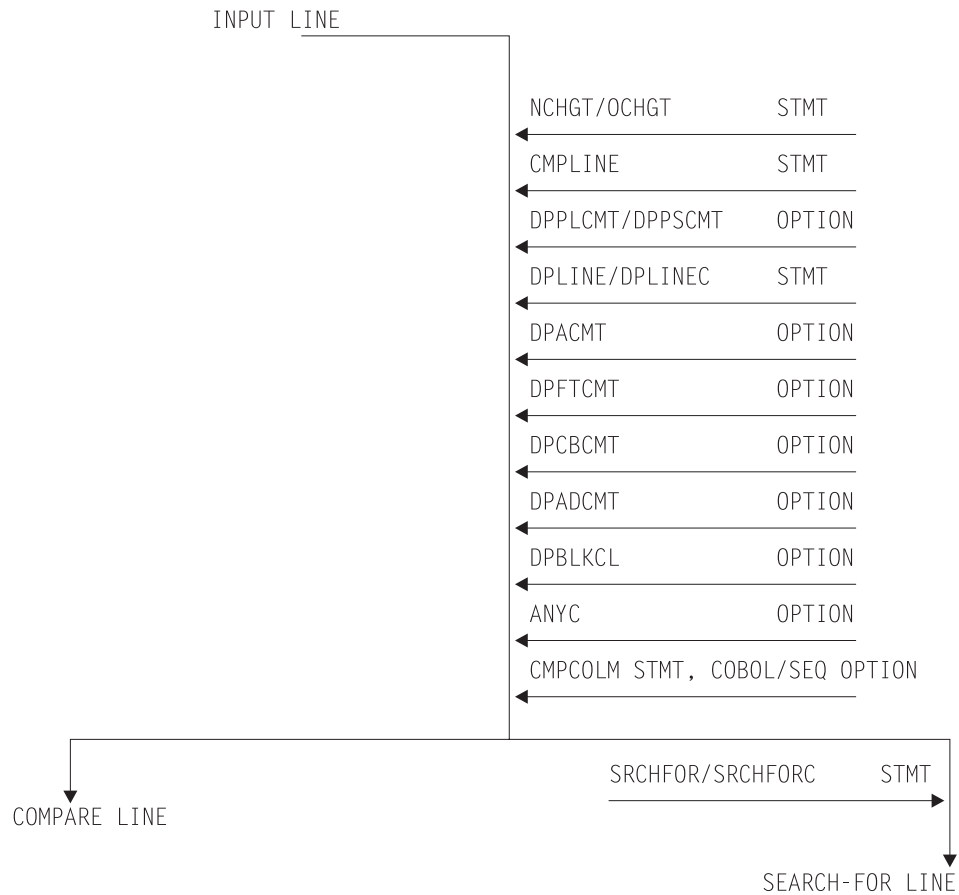 INPUT LINE
NCHGT/OCHGT STMT
CMPLINE STMT
DPPLCMT/DPPSCMT OPTION
DPLINE/DPLINEC STMT
DPACMT OPTION
DPFTCMT OPTION
DPCBCMT OPTION
DPADCMT OPTION
DPBLKCL OPTION
ANYC OPTION
CMPCOLM STMT, COBOL/SEQ OPTION
SRCHFOR/SRCHFORC STMT
COMPARE LINE
SEARCH-FOR LINE